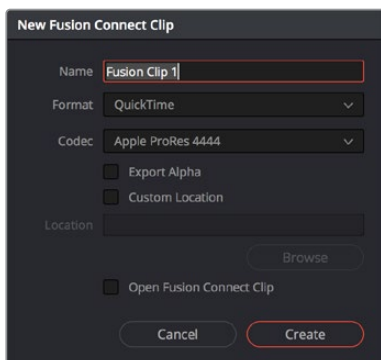 New Fusion Connect Clip
Name Fusion Clip 1
Format QuickTime
Codec Apple ProRes 4444
Export Alpha
Custom Location
Location
Browse
Open Fusion Connect Clip
Cancel Create